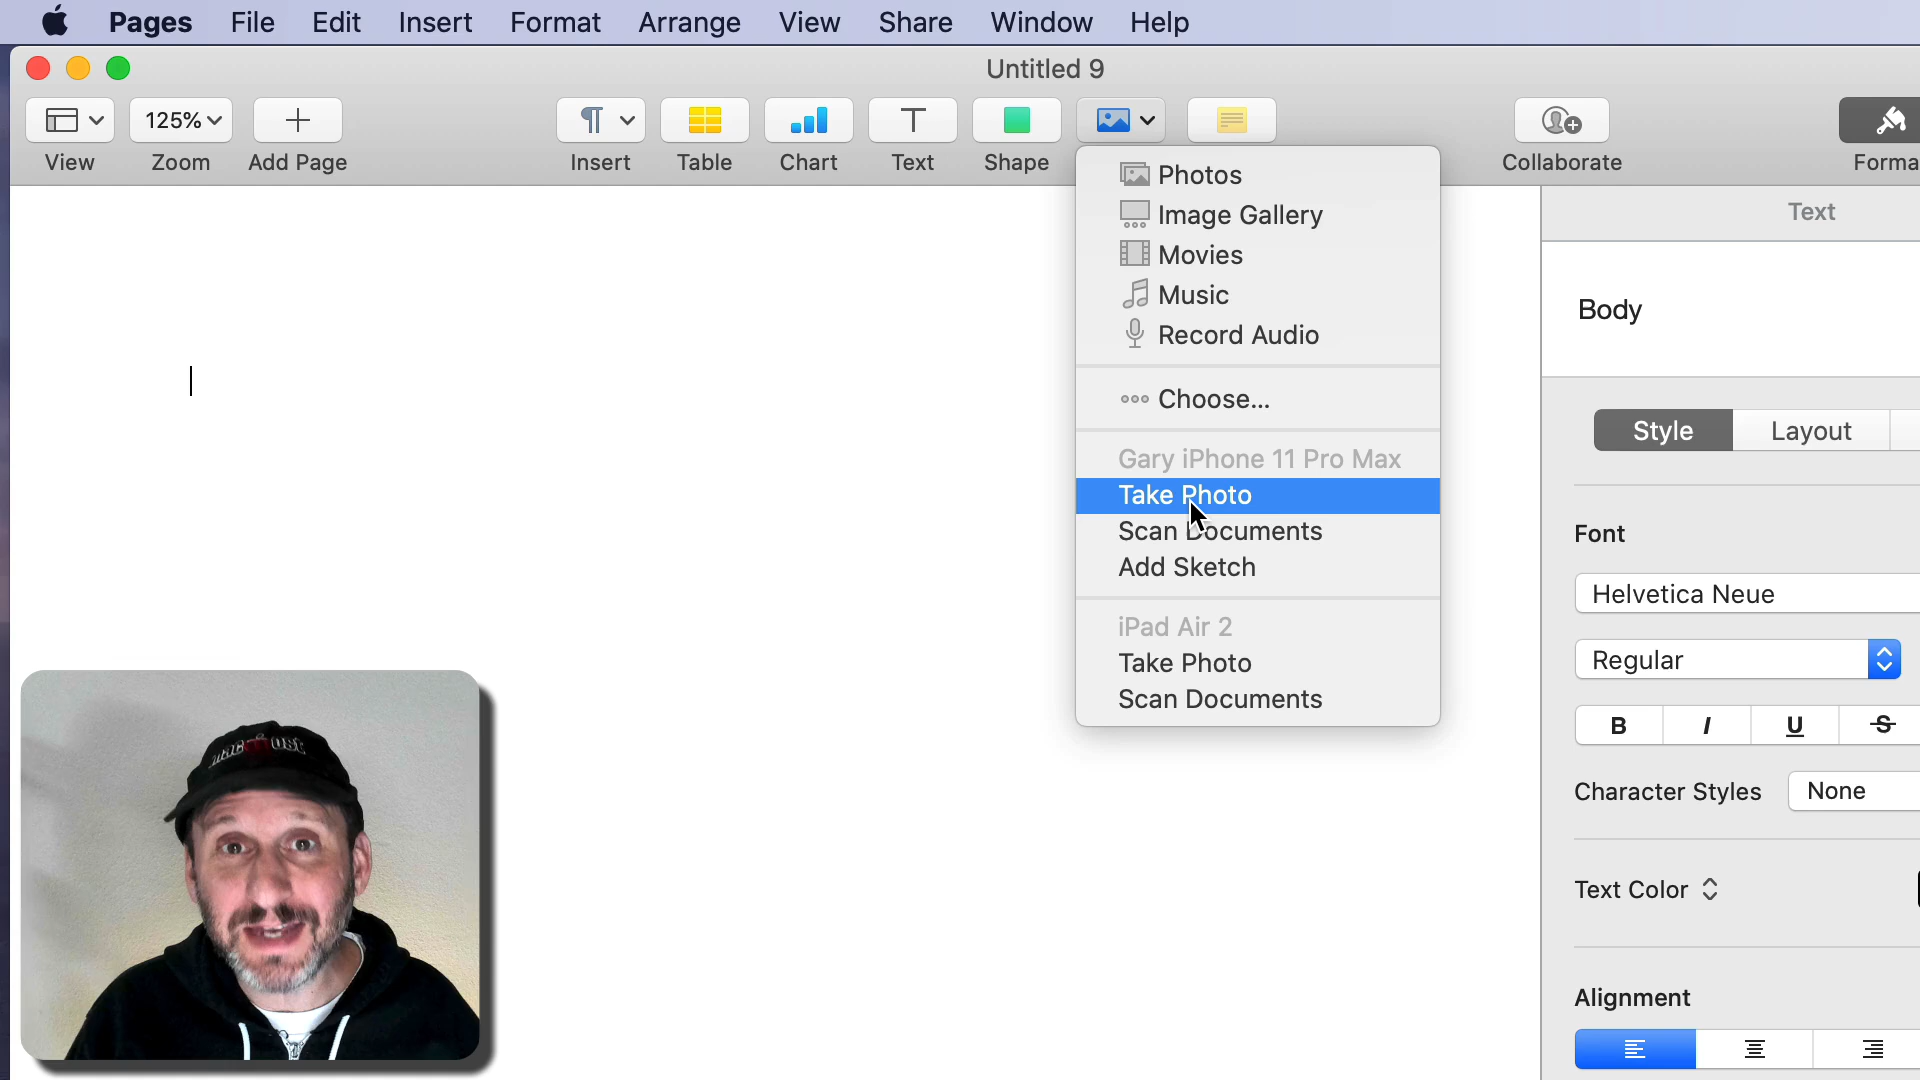 Pages File Edit Insert Format Arrange View Share Window Help
Untitled 9
125%
View Zoom Add Page Insert Table Chart Text Shape Collaborate Forma
Photos
Image Gallery
Movies
Music
Record Audio
Choose...
Gary iPhone 11 Pro Max
Take Photo
Scan Documents
Add Sketch
iPad Air 2
Take Photo
Scan Documents
Text
Body
Style Layout
Font
Helvetica Neue
Regular
B I U S
Character Styles None
Text Color
Alignment